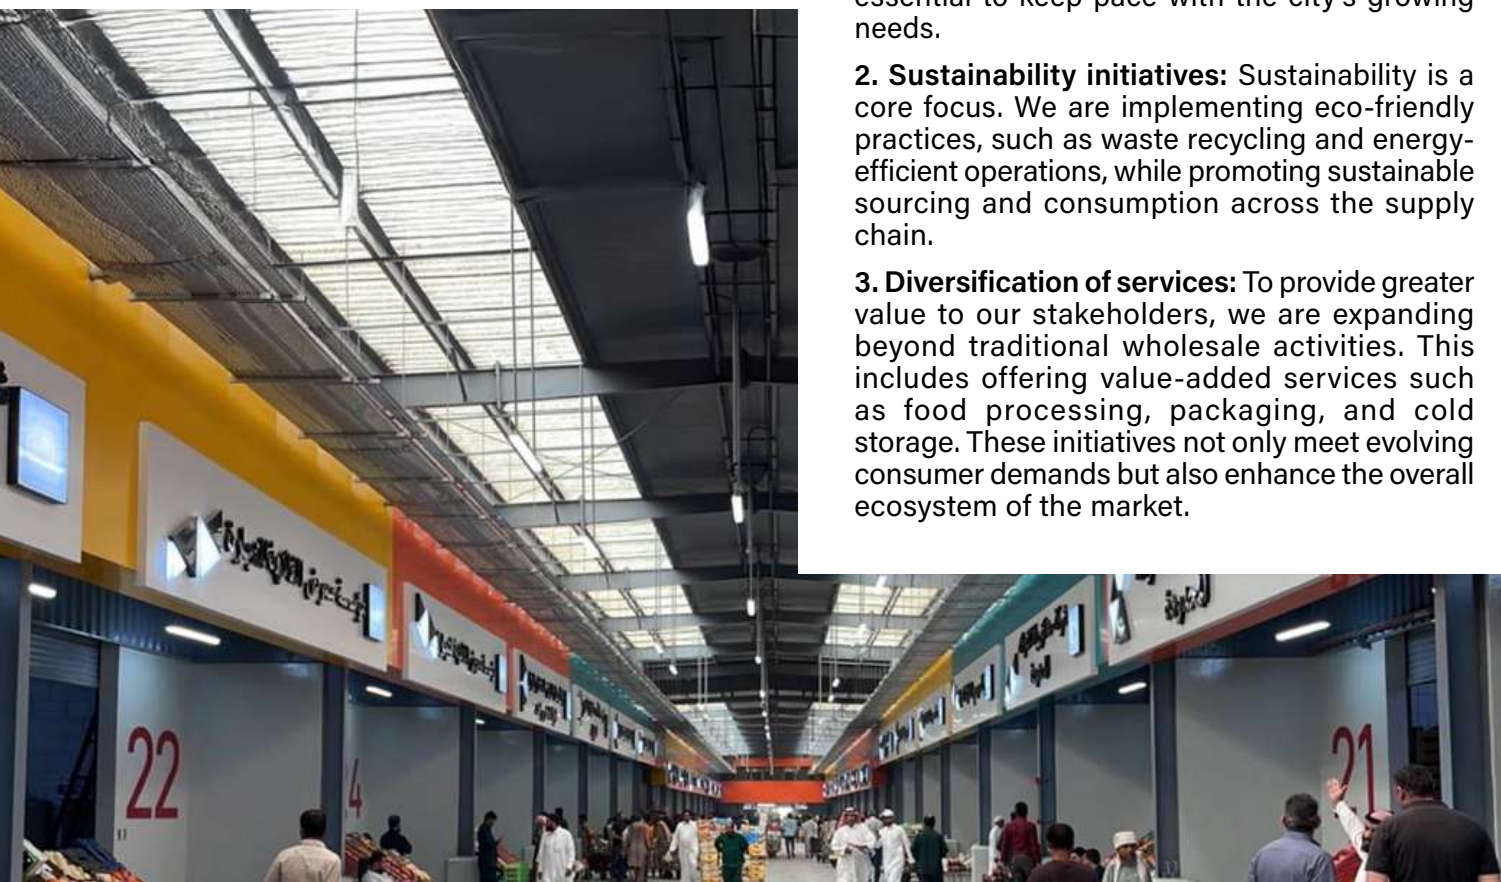 essential to keep pace with the city's growing
needs.
2. Sustainability initiatives: Sustainability is a
core focus. We are implementing eco-friendly
practices, such as waste recycling and energy-
efficient operations, while promoting sustainable
sourcing and consumption across the supply
chain.
3. Diversification of services: To provide greater
value to our stakeholders, we are expanding
beyond traditional wholesale activities. This
includes offering value-added services such
as food processing, packaging, and cold
storage. These initiatives not only meet evolving
consumer demands but also enhance the overall
ecosystem of the market.
22
4
21